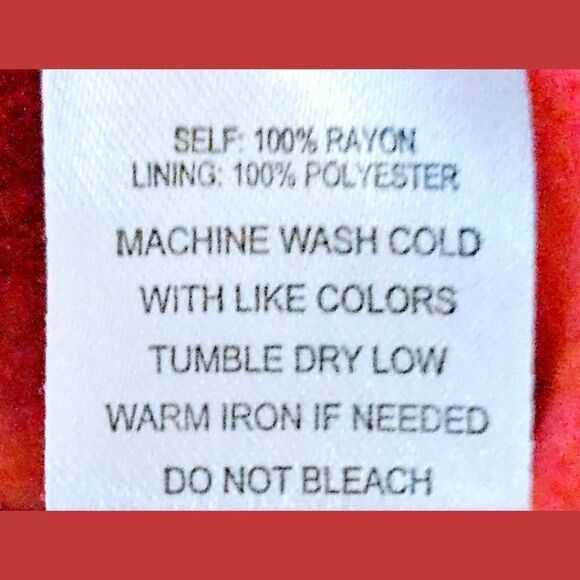 SELF: 100% RAYON
LINING: 100% POLYESTER
MACHINE WASH COLD
WITH LIKE COLORS
TUMBLE DRY LOW
WARM IRON IF NEEDED
DO NOT BLEACH